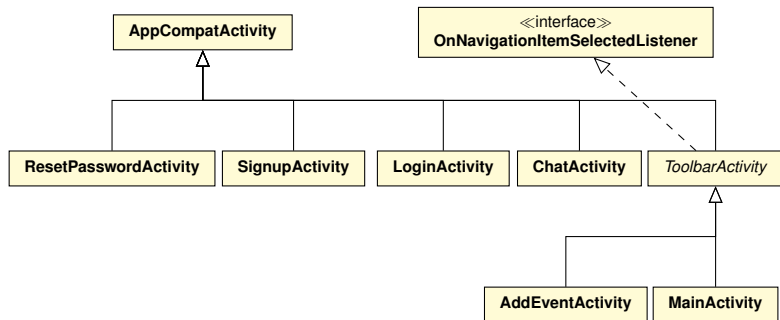 AppCompatActivity
≪interface≫
OnNavigationItemSelectedListener
ResetPasswordActivity
SignupActivity
LoginActivity
ChatActivity
ToolbarActivity
AddEventActivity
MainActivity